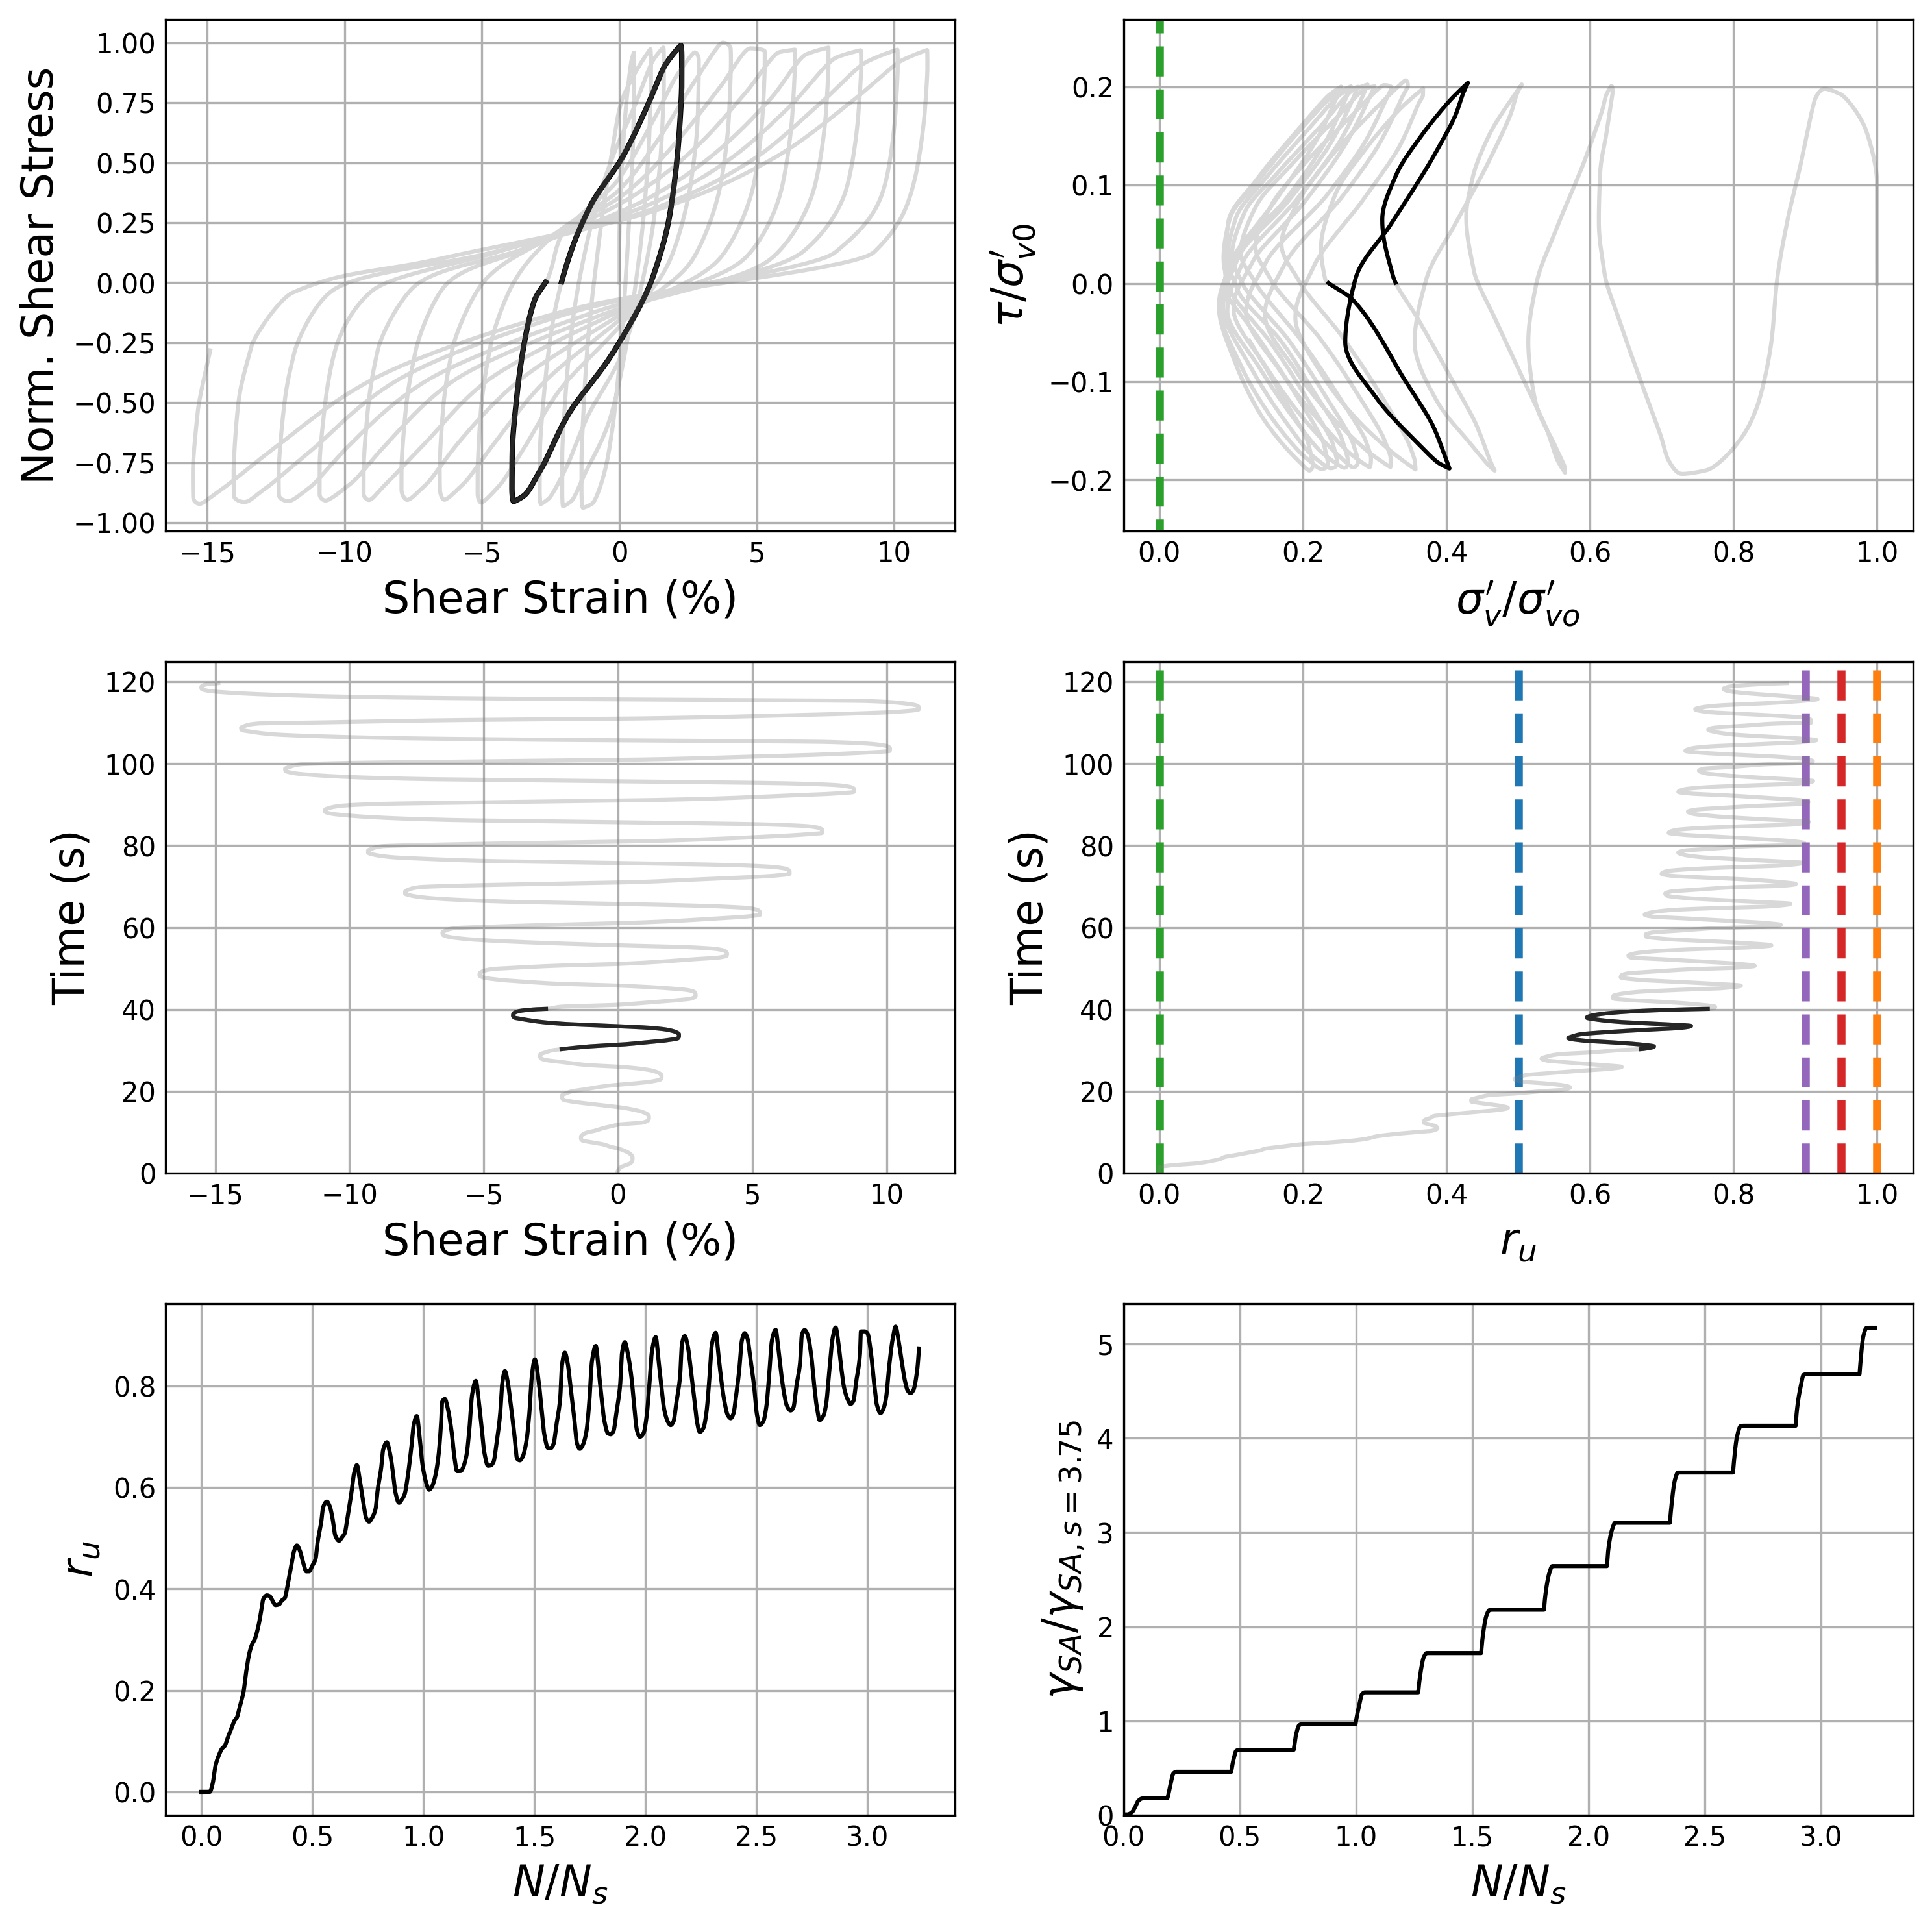 1.00
0.75
0.50
0.25
0.00
−0.25
−0.50
−0.75
−1.00
Norm. Shear Stress
−15 −10 −5 0 5 10
Shear Strain (%)
0.2
0.1
0.0
−0.1
−0.2
τ/σ′v0
0.0 0.2 0.4 0.6 0.8 1.0
σ′v/σ′vo
120
100
80
60
40
20
0
Time (s)
−15 −10 −5 0 5 10
Shear Strain (%)
120
100
80
60
40
20
0
Time (s)
0.0 0.2 0.4 0.6 0.8 1.0
ru
0.8
0.6
0.4
0.2
0.0
ru
0.0 0.5 1.0 1.5 2.0 2.5 3.0
N/Ns
5
4
3
2
1
0
γSA/γSA, s = 3.75
0.0 0.5 1.0 1.5 2.0 2.5 3.0
N/Ns